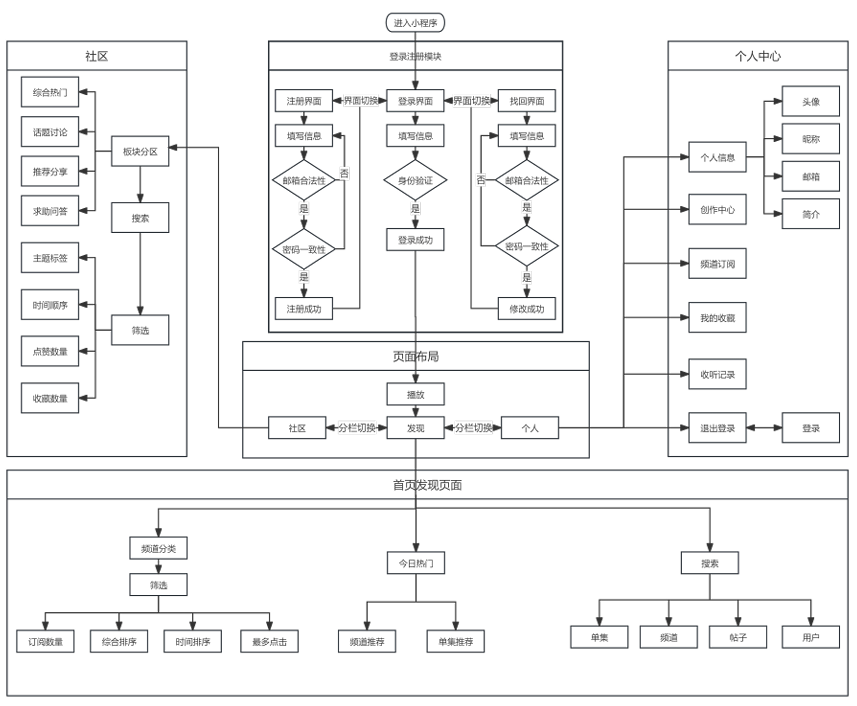 进入小程序
社区
综合热门
话题讨论
推荐分享
求助问答
主题标签
时间顺序
点赞数量
收藏数量
板块分区
搜索
筛选
登录注册模块
注册界面
界面切换
登录界面
界面切换
找回界面
填写信息
填写信息
填写信息
邮箱合法性
否
身份验证
否
邮箱合法性
是
是
是
密码一致性
登录成功
密码一致性
是
是
注册成功
修改成功
页面布局
播放
社区
分栏切换
发现
分栏切换
个人
个人中心
个人信息
头像
昵称
邮箱
简介
创作中心
频道订阅
我的收藏
收听记录
退出登录
登录
首页发现页面
频道分类
筛选
订阅数量
综合排序
时间排序
最多点击
今日热门
频道推荐
单集推荐
搜索
单集
频道
帖子
用户